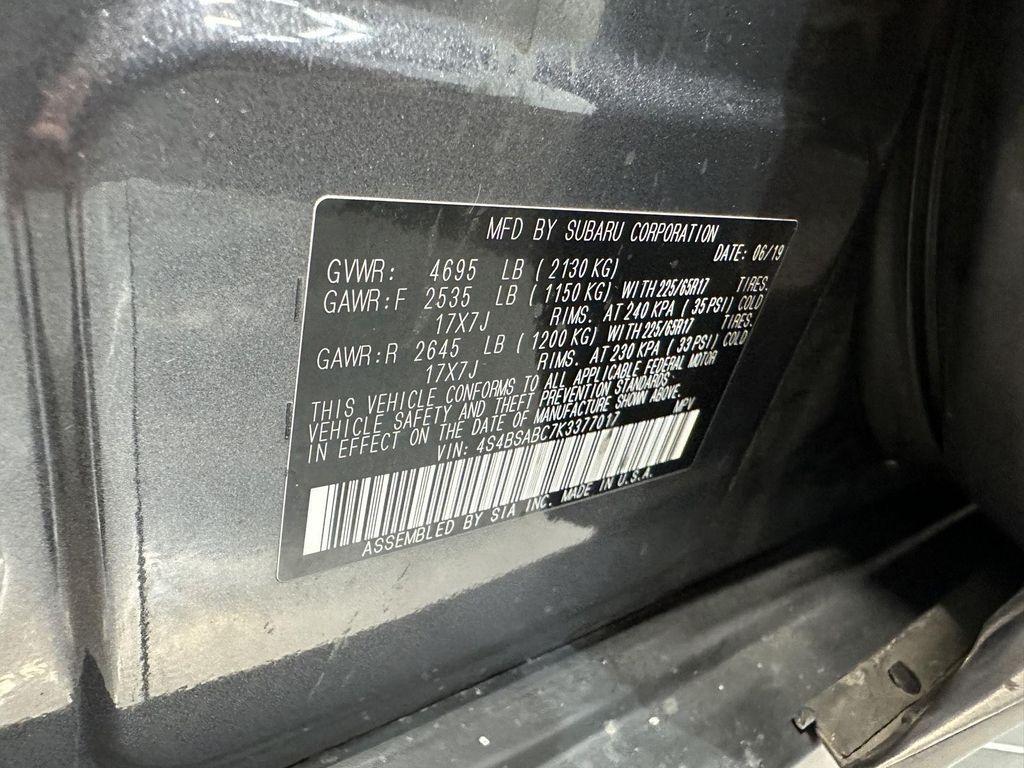 MFD BY SUBARU CORPORATION
DATE: 06/19
GVWR: 4695 LB (2130 KG)
GAWR:F 2535 LB (1150 KG) WITH 225/65R17 TIRES.
17X7J RIMS. AT 240 KPA (35 PSI) COLD
GAWR:R 2645 LB (1200 KG) WITH 225/65R17 TIRES.
17X7J RIMS. AT 230 KPA (33 PSI) COLD
THIS VEHICLE CONFORMS TO ALL APPLICABLE FEDERAL MOTOR
VEHICLE SAFETY AND THEFT PREVENTION STANDARDS
IN EFFECT ON THE DATE OF MANUFACTURE SHOWN ABOVE.
VIN: 4S4BSABC7K3377017 MPV
ASSEMBLED BY SIA INC. MADE IN U.S.A.